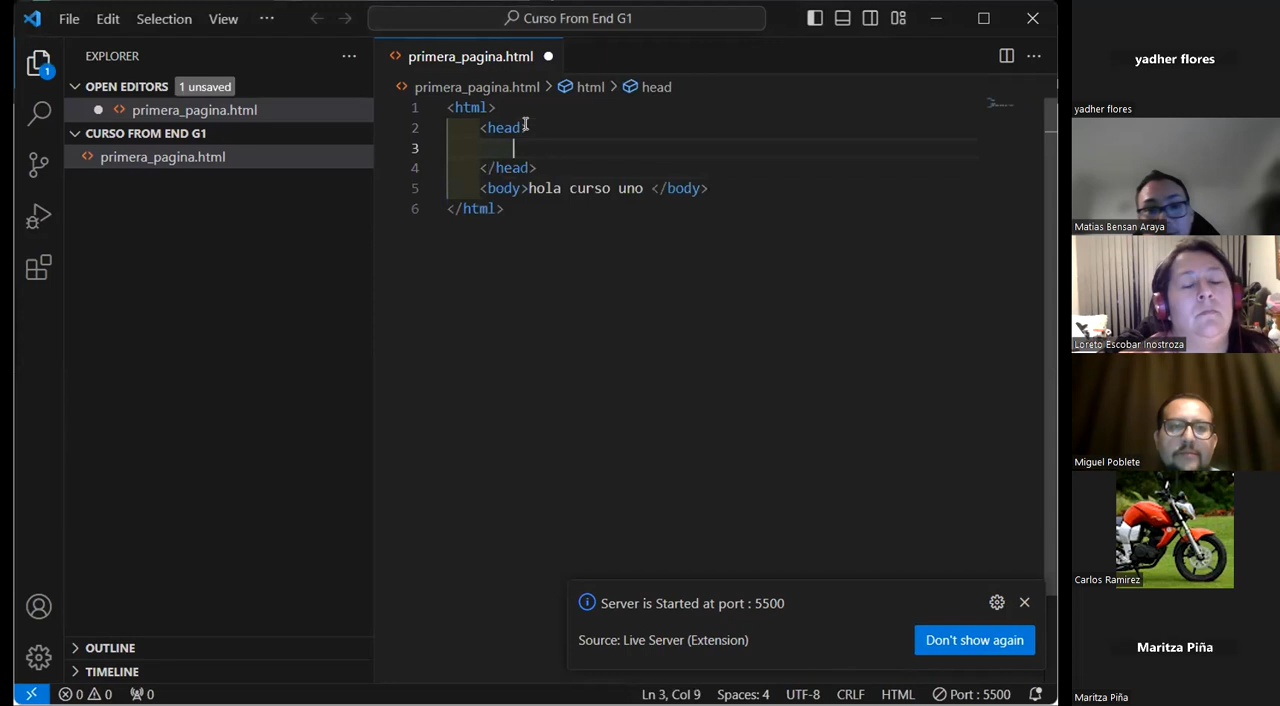 File Edit Selection View ··· Curso From End G1
EXPLORER ···
OPEN EDITORS 1 unsaved
primera_pagina.html
CURSO FROM END G1
primera_pagina.html
OUTLINE
TIMELINE
1
primera_pagina.html
primera_pagina.html > html > head
1 <html>
2 <head>
3
4 </head>
5 <body>hola curso uno </body>
6 </html>
Server is Started at port : 5500
Source: Live Server (Extension)
Don't show again
0 0 0 Ln 3, Col 9 Spaces: 4 UTF-8 CRLF HTML Port : 5500
yadher flores
yadher flores
Matias Bensan Araya
Loreto Escobar Inostroza
Miguel Poblete
Carlos Ramirez
Maritza Piña
Maritza Piña